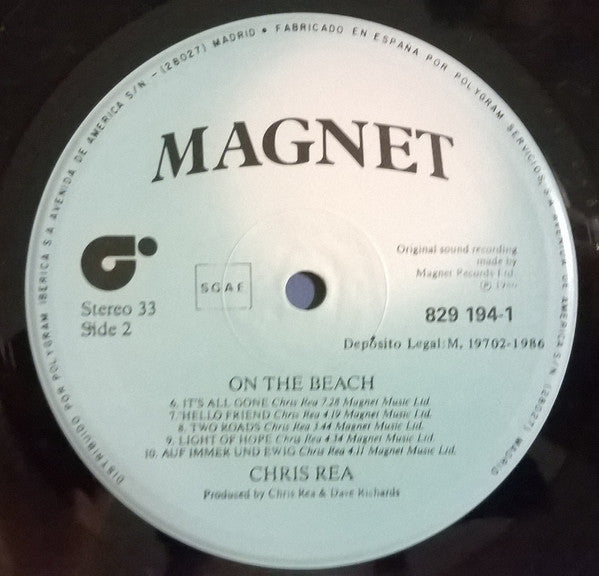 DISTRIBUIDO POR POLYGRAM IBERICA S A AVENIDA DE AMERICA S/N - (28027) MADRID • FABRICADO EN ESPAÑA POR POLYGRAM SERVICIOS, S.A. AVENIDA DE AMERICA S/N (28027) MADRID
MAGNET
Original sound recording
made by
Magnet Records Ltd.
℗ 1986
Stereo 33
Side 2
SGAE
829 194-1
Depósito Legal: M, 19702-1986
ON THE BEACH
6. IT'S ALL GONE Chris Rea 7.28 Magnet Music Ltd.
7. HELLO FRIEND Chris Rea 4.19 Magnet Music Ltd.
8. TWO ROADS Chris Rea 3.44 Magnet Music Ltd.
9. LIGHT OF HOPE Chris Rea 4.34 Magnet Music Ltd.
10. AUF IMMER UND EWIG Chris Rea 4.11 Magnet Music Ltd.
CHRIS REA
Produced by Chris Rea & Dave Richards